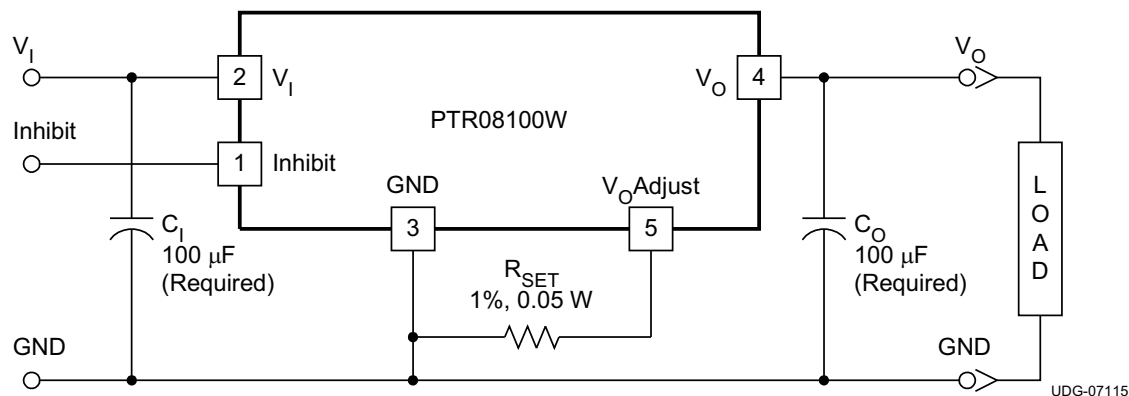 V_I
2
V_I
PTR08100W
V_O
4
V_O
Inhibit
1
Inhibit
GND
V_O Adjust
3
5
C_I
100 μF
(Required)
R_SET
1%, 0.05 W
C_O
100 μF
(Required)
L
O
A
D
GND
GND
UDG-07115